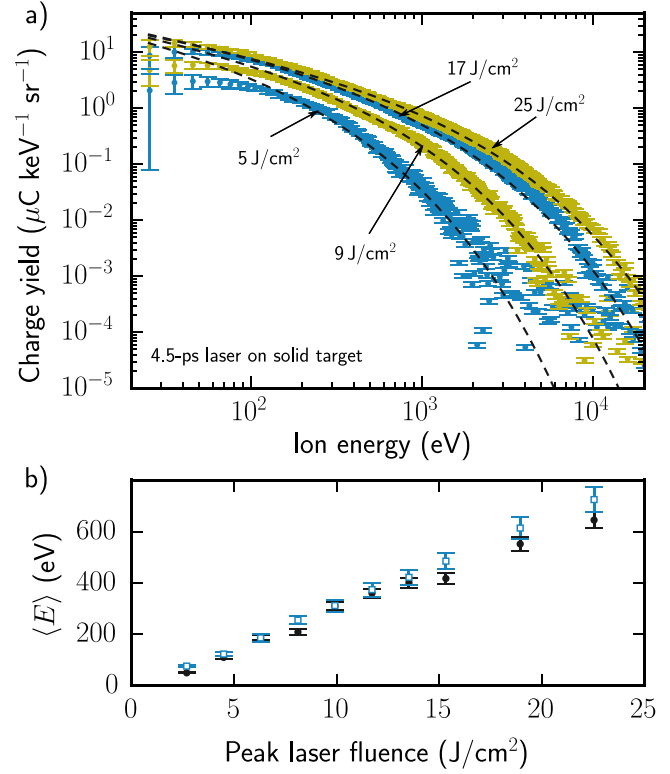 a)
Charge yield (μC keV⁻¹ sr⁻¹)
10¹
10⁰
10⁻¹
10⁻²
10⁻³
10⁻⁴
10⁻⁵
17 J/cm²
25 J/cm²
5 J/cm²
9 J/cm²
4.5-ps laser on solid target
10² 10³ 10⁴
Ion energy (eV)
b)
⟨E⟩ (eV)
600
400
200
0
0 5 10 15 20 25
Peak laser fluence (J/cm²)